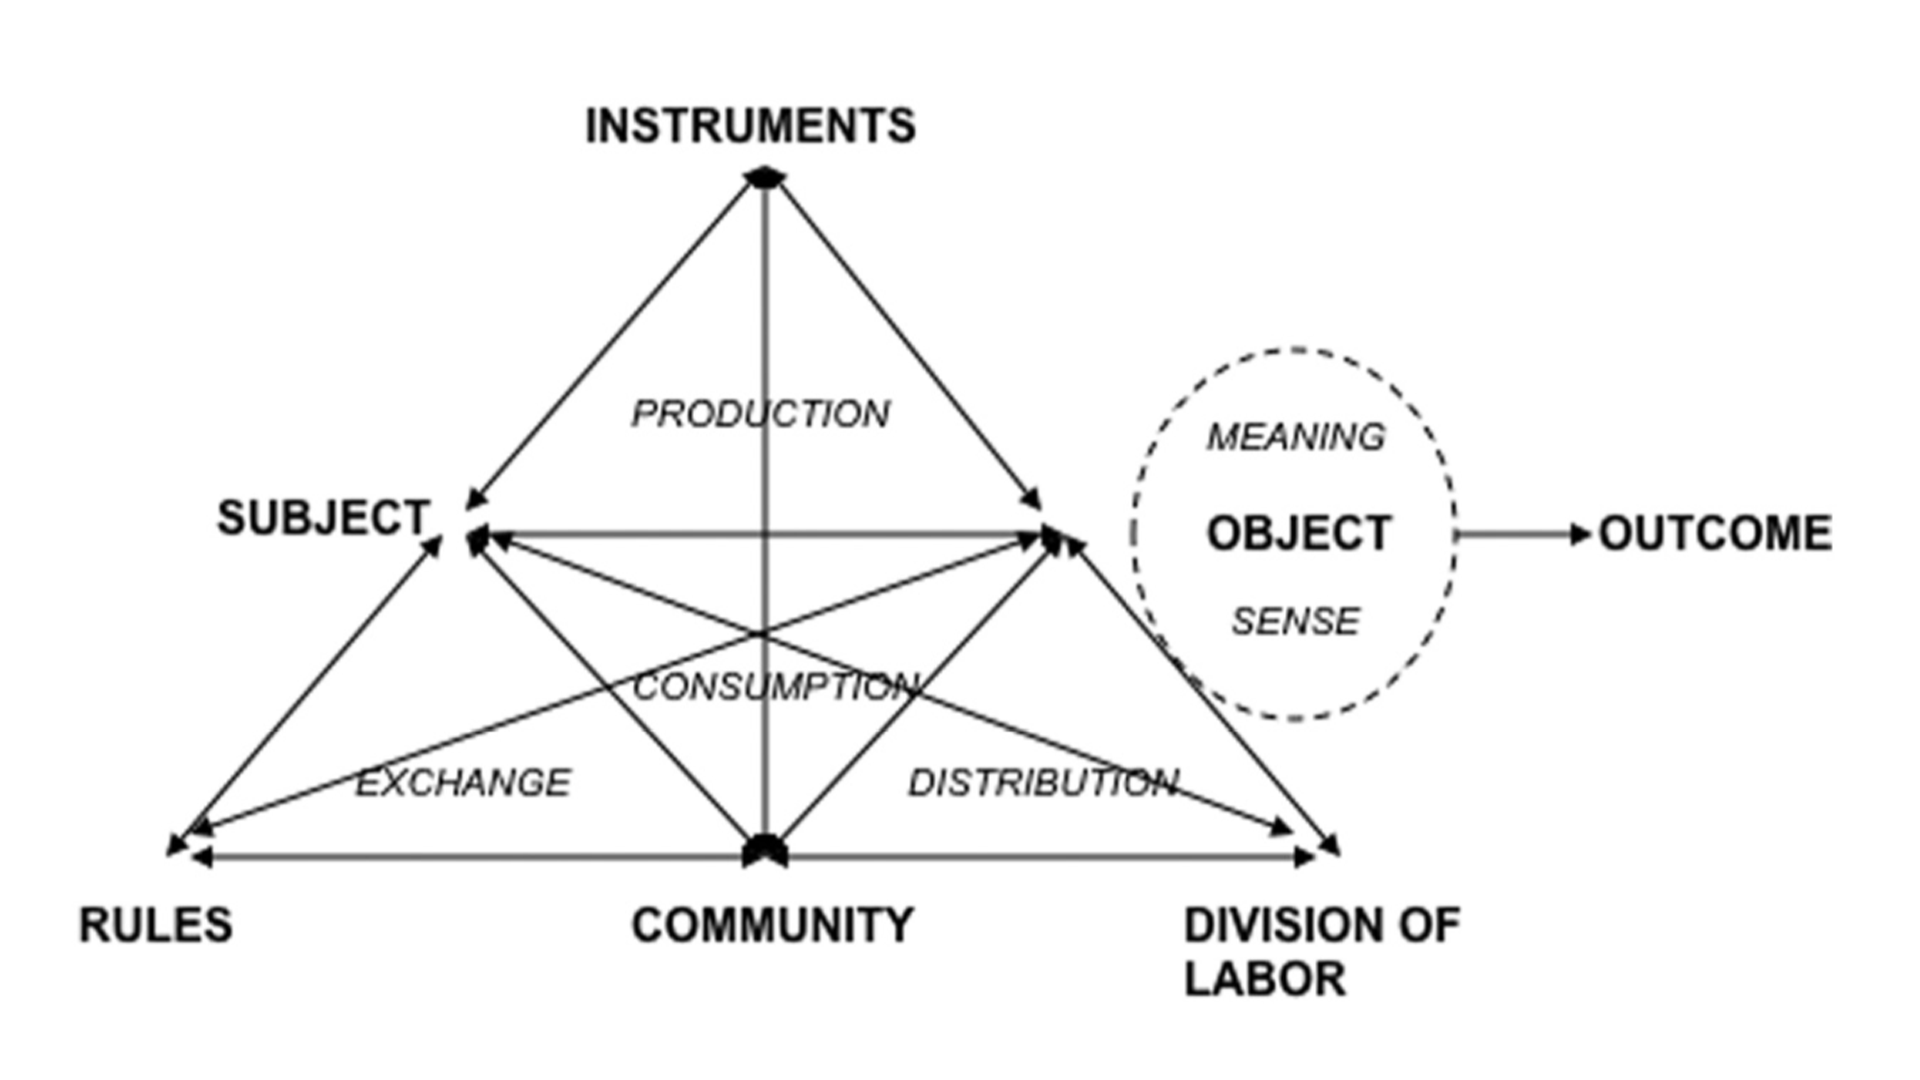 INSTRUMENTS
PRODUCTION
MEANING
SUBJECT
OBJECT
OUTCOME
SENSE
CONSUMPTION
EXCHANGE
DISTRIBUTION
RULES
COMMUNITY
DIVISION OF
LABOR